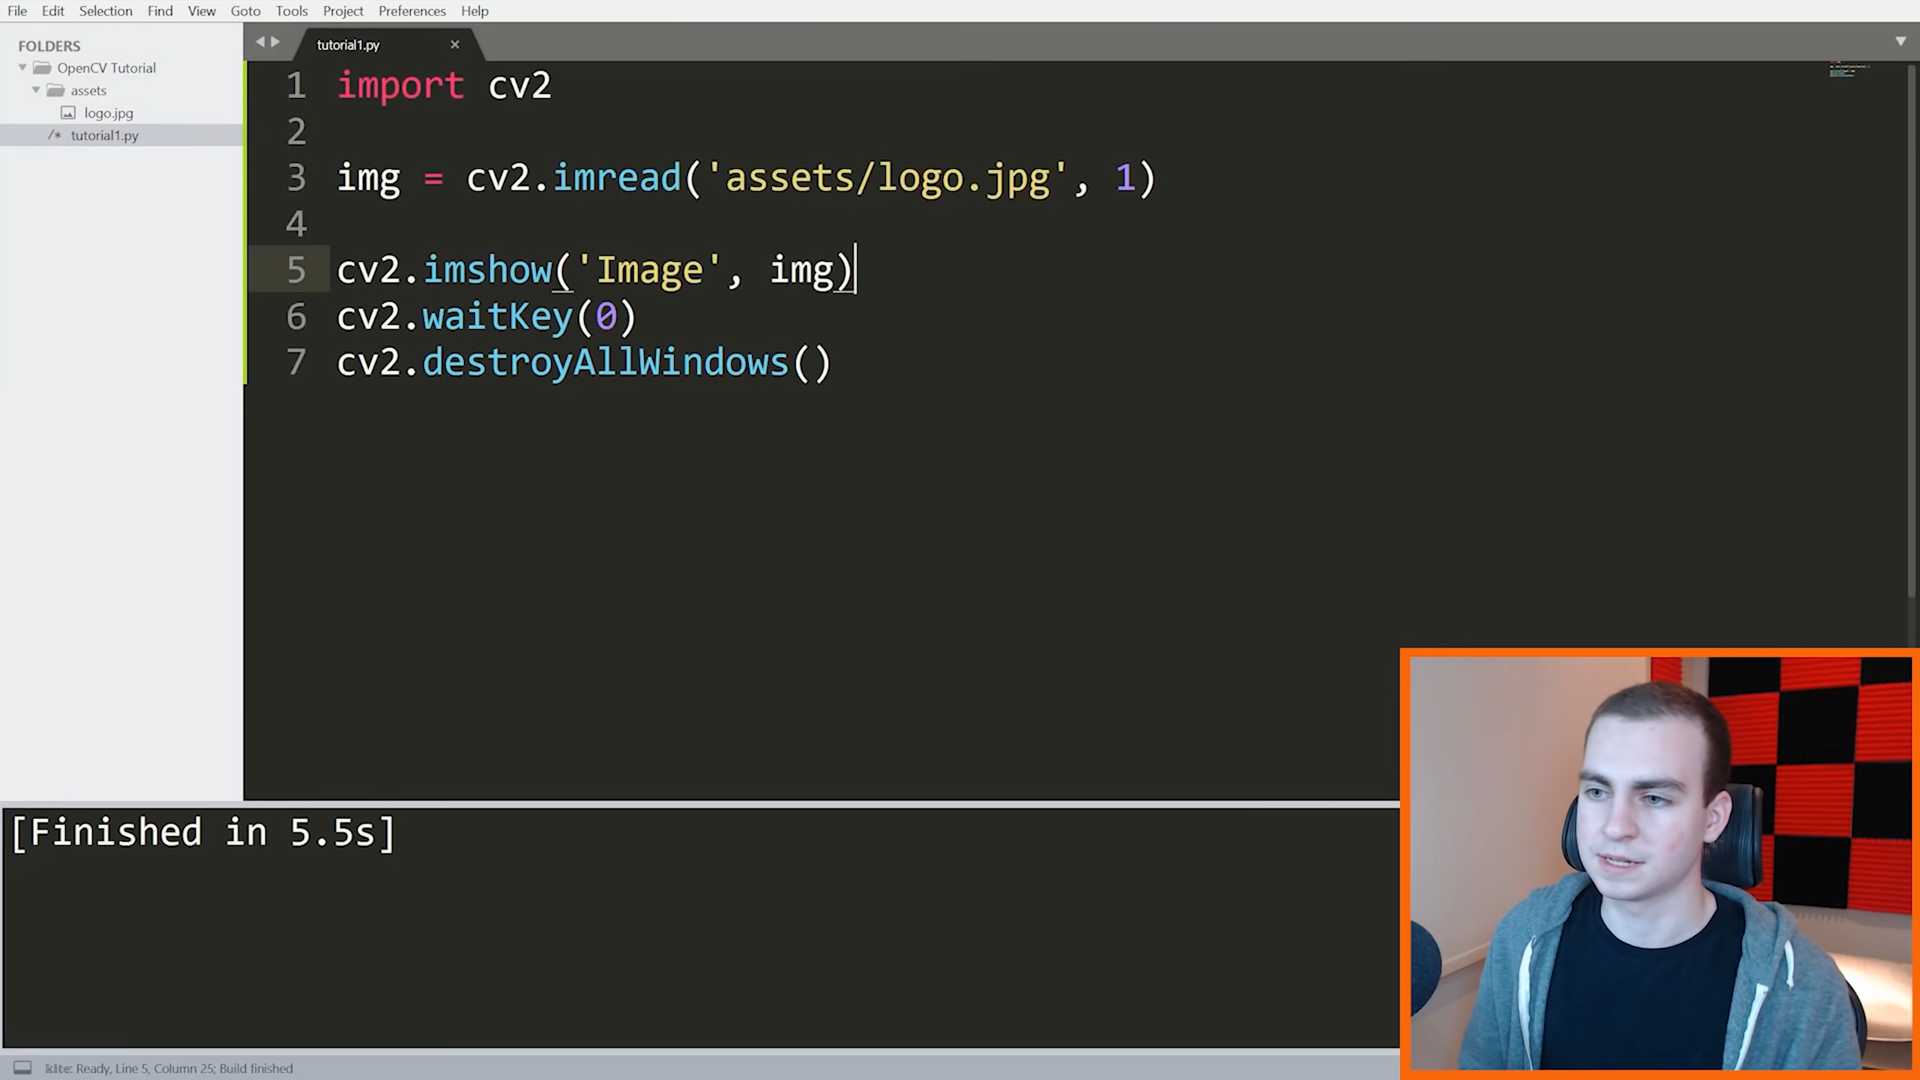 File Edit Selection Find View Goto Tools Project Preferences Help
FOLDERS
OpenCV Tutorial
assets
logo.jpg
/* tutorial1.py
tutorial1.py ×
1 import cv2
2
3 img = cv2.imread('assets/logo.jpg', 1)
4
5 cv2.imshow('Image', img)
6 cv2.waitKey(0)
7 cv2.destroyAllWindows()
[Finished in 5.5s]
kite: Ready, Line 5, Column 25; Build finished